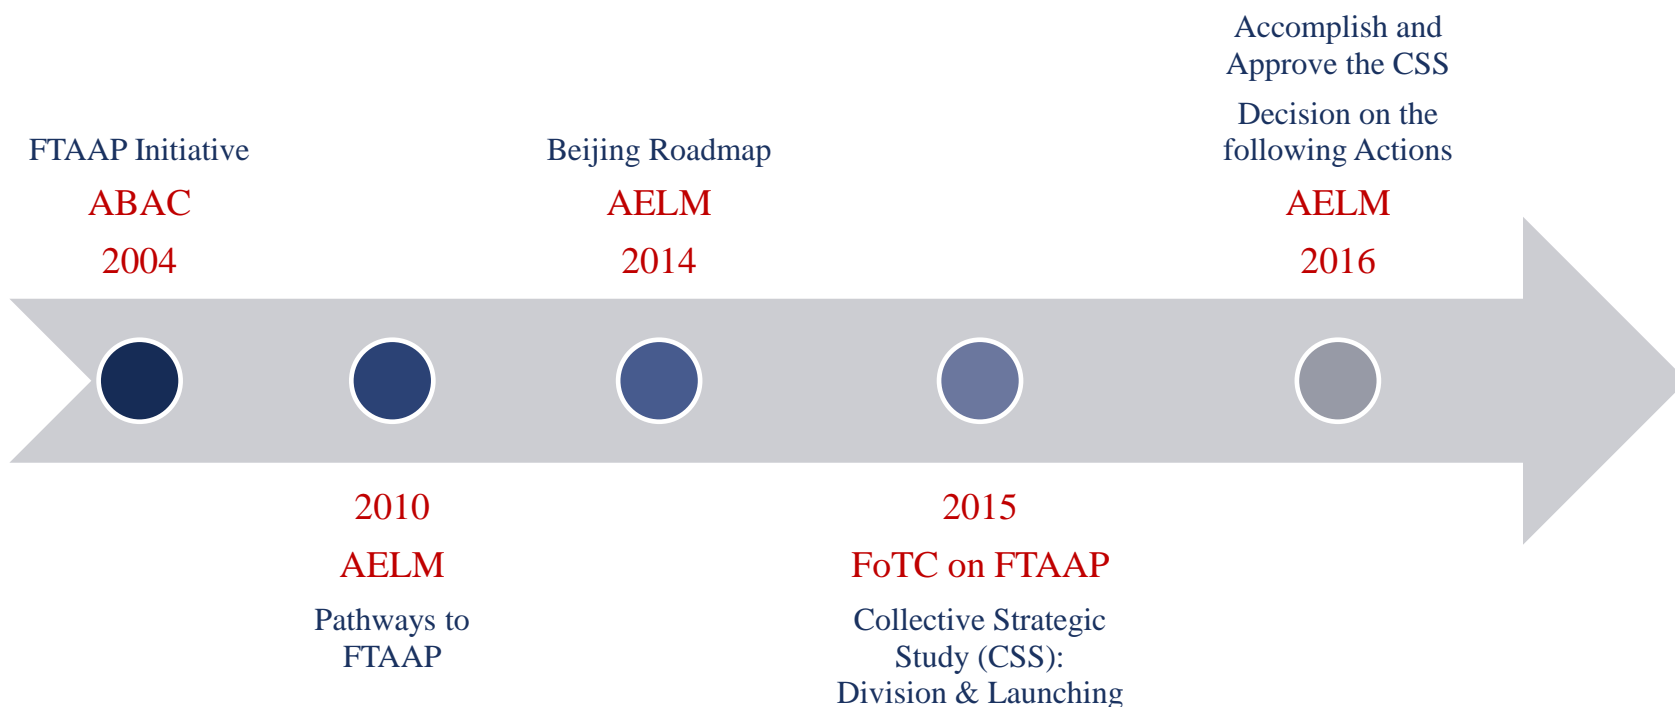 FTAAP Initiative
ABAC
2004
2010
AELM
Pathways to
FTAAP
Beijing Roadmap
AELM
2014
2015
FoTC on FTAAP
Collective Strategic
Study (CSS):
Division & Launching
Accomplish and
Approve the CSS
Decision on the
following Actions
AELM
2016